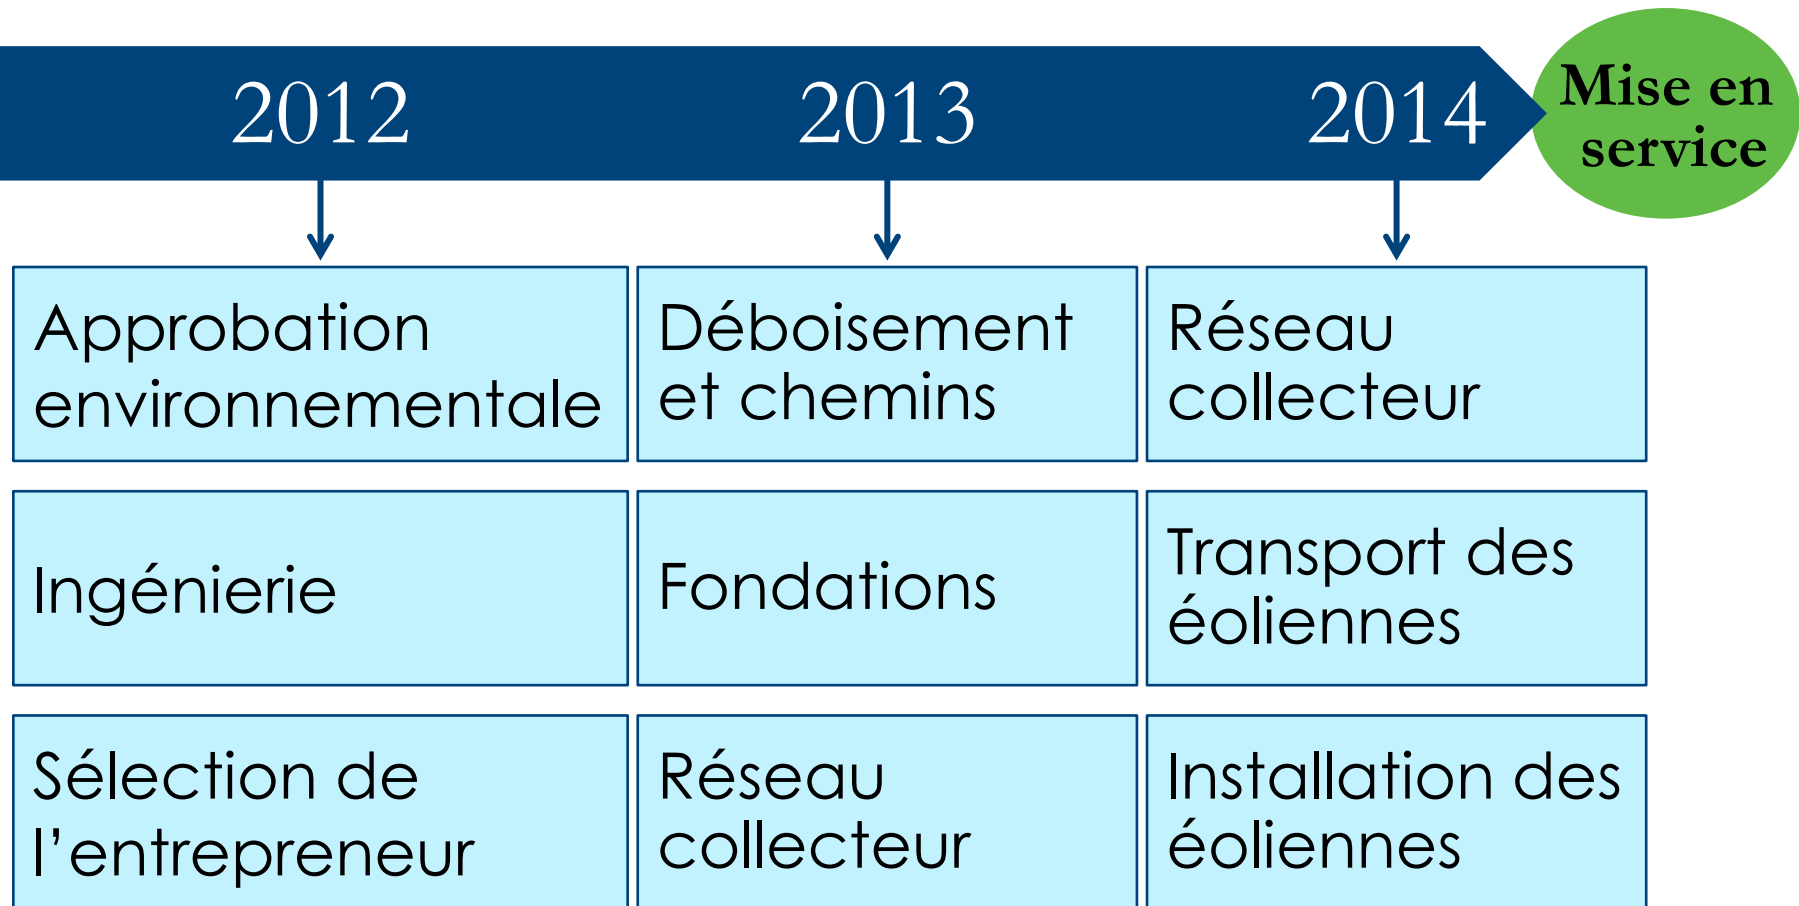 2012
2013
2014
Mise en
service
Approbation
environnementale
Déboisement
et chemins
Réseau
collecteur
Ingénierie
Fondations
Transport des
éoliennes
Sélection de
l’entrepreneur
Réseau
collecteur
Installation des
éoliennes